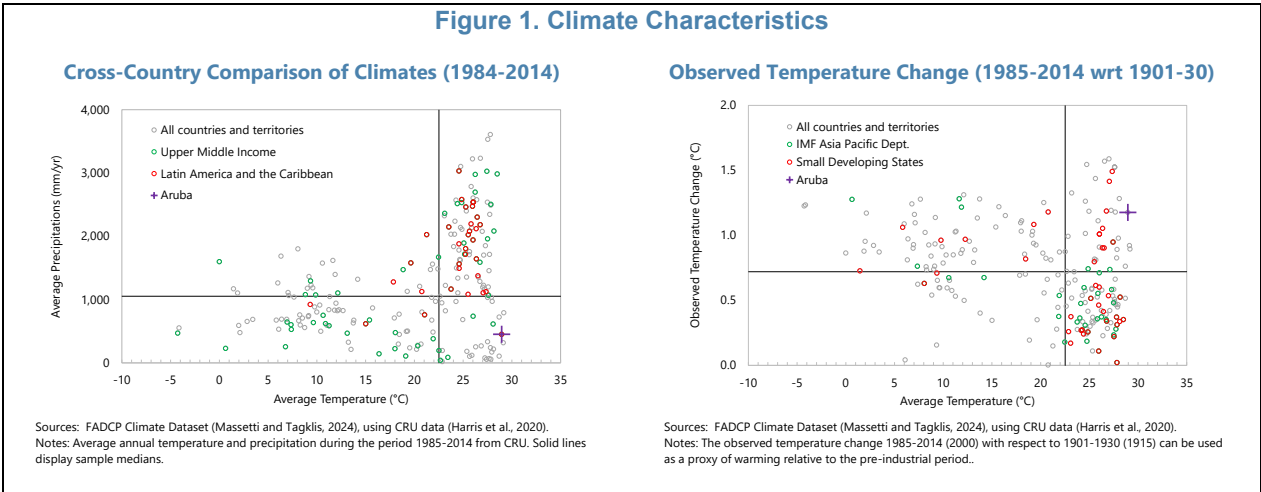 Figure 1. Climate Characteristics
Cross-Country Comparison of Climates (1984-2014)
4,000
3,000
2,000
1,000
0
Average Precipitations (mm/yr)
All countries and territories
Upper Middle Income
Latin America and the Caribbean
Aruba
-10 -5 0 5 10 15 20 25 30 35
Average Temperature (°C)
Sources: FADCP Climate Dataset (Massetti and Tagklis, 2024), using CRU data (Harris et al., 2020).
Notes: Average annual temperature and precipitation during the period 1985-2014 from CRU. Solid lines
display sample medians.
Observed Temperature Change (1985-2014 wrt 1901-30)
2.0
1.5
1.0
0.5
0.0
Observed Temperature Change (°C)
All countries and territories
IMF Asia Pacific Dept.
Small Developing States
Aruba
-10 -5 0 5 10 15 20 25 30 35
Average Temperature (°C)
Sources: FADCP Climate Dataset (Massetti and Tagklis, 2024), using CRU data (Harris et al., 2020).
Notes: The observed temperature change 1985-2014 (2000) with respect to 1901-1930 (1915) can be used
as a proxy of warming relative to the pre-industrial period..